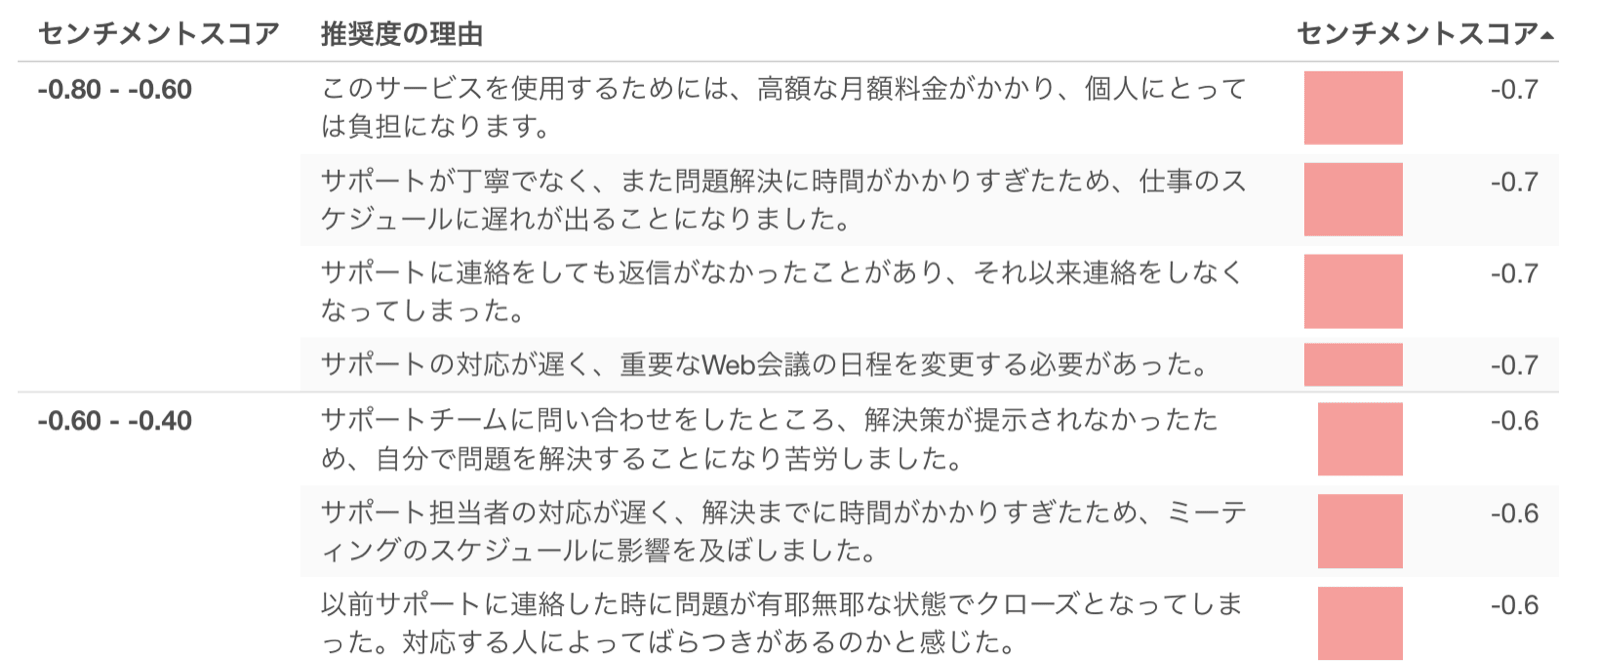 センチメントスコア 推奨度の理由 センチメントスコア▲
-0.80 - -0.60 このサービスを使用するためには、高額な月額料金がかかり、個人にとって -0.7
は負担になります。
サポートが丁寧でなく、また問題解決に時間がかかりすぎたため、仕事のス -0.7
ケジュールに遅れが出ることになりました。
サポートに連絡をしても返信がなかったことがあり、それ以来連絡をしなく -0.7
なってしまった。
サポートの対応が遅く、重要なWeb会議の日程を変更する必要があった。 -0.7
-0.60 - -0.40 サポートチームに問い合わせをしたところ、解決策が提示されなかったた -0.6
め、自分で問題を解決することになり苦労しました。
サポート担当者の対応が遅く、解決までに時間がかかりすぎたため、ミーテ -0.6
ィングのスケジュールに影響を及ぼしました。
以前サポートに連絡した時に問題が有耶無耶な状態でクローズとなってしま -0.6
った。対応する人によってばらつきがあるのかと感じた。